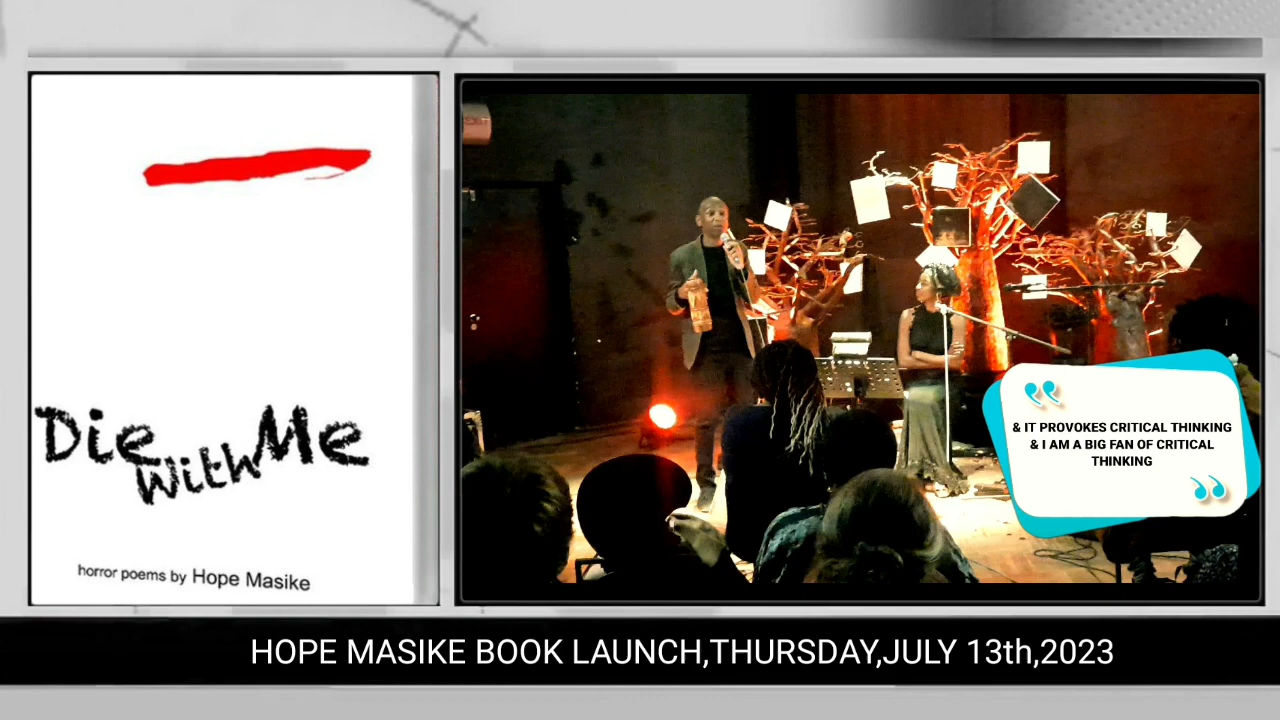 Die
With
Me
horror poems by Hope Masike
& IT PROVOKES CRITICAL THINKING
& I AM A BIG FAN OF CRITICAL
THINKING
HOPE MASIKE BOOK LAUNCH,THURSDAY,JULY 13th,2023